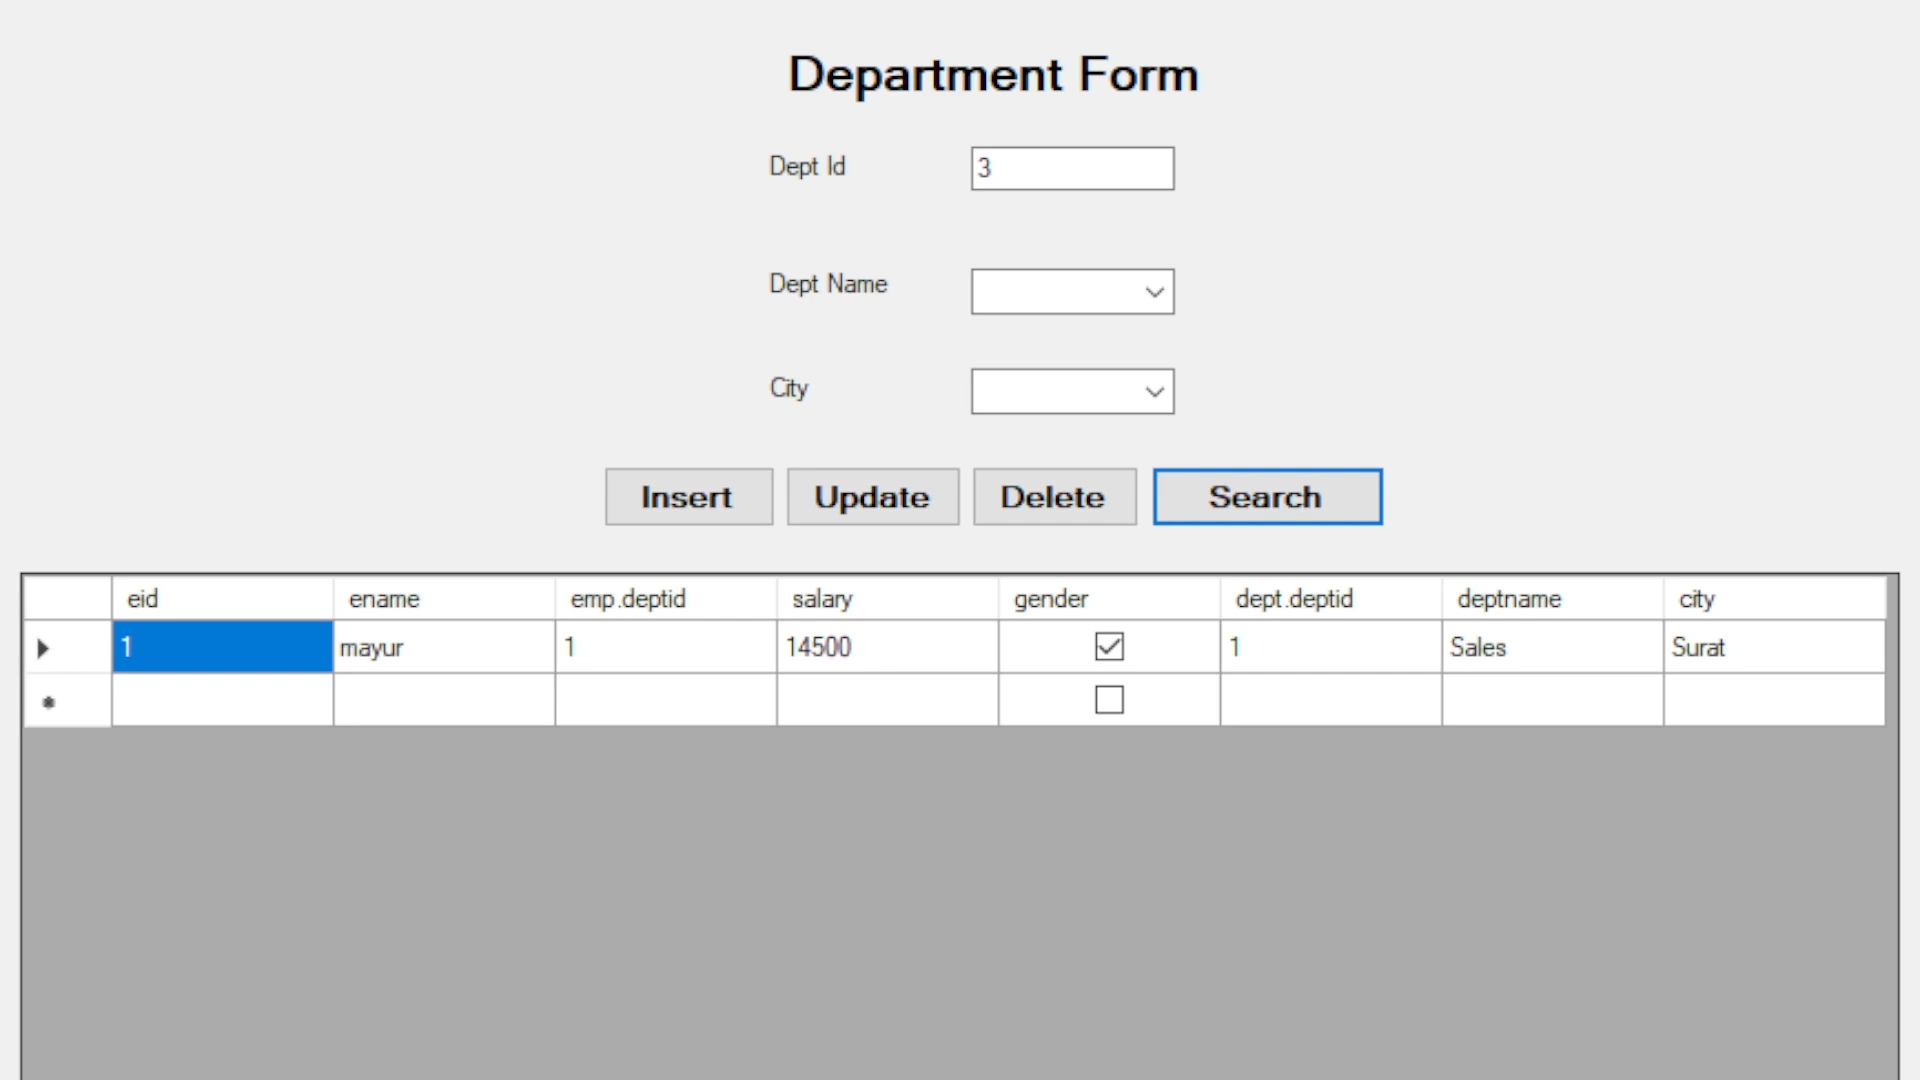 Department Form
Dept Id 3
Dept Name
City
Insert Update Delete Search
eid ename emp.deptid salary gender dept.deptid deptname city
1 mayur 1 14500 1 Sales Surat